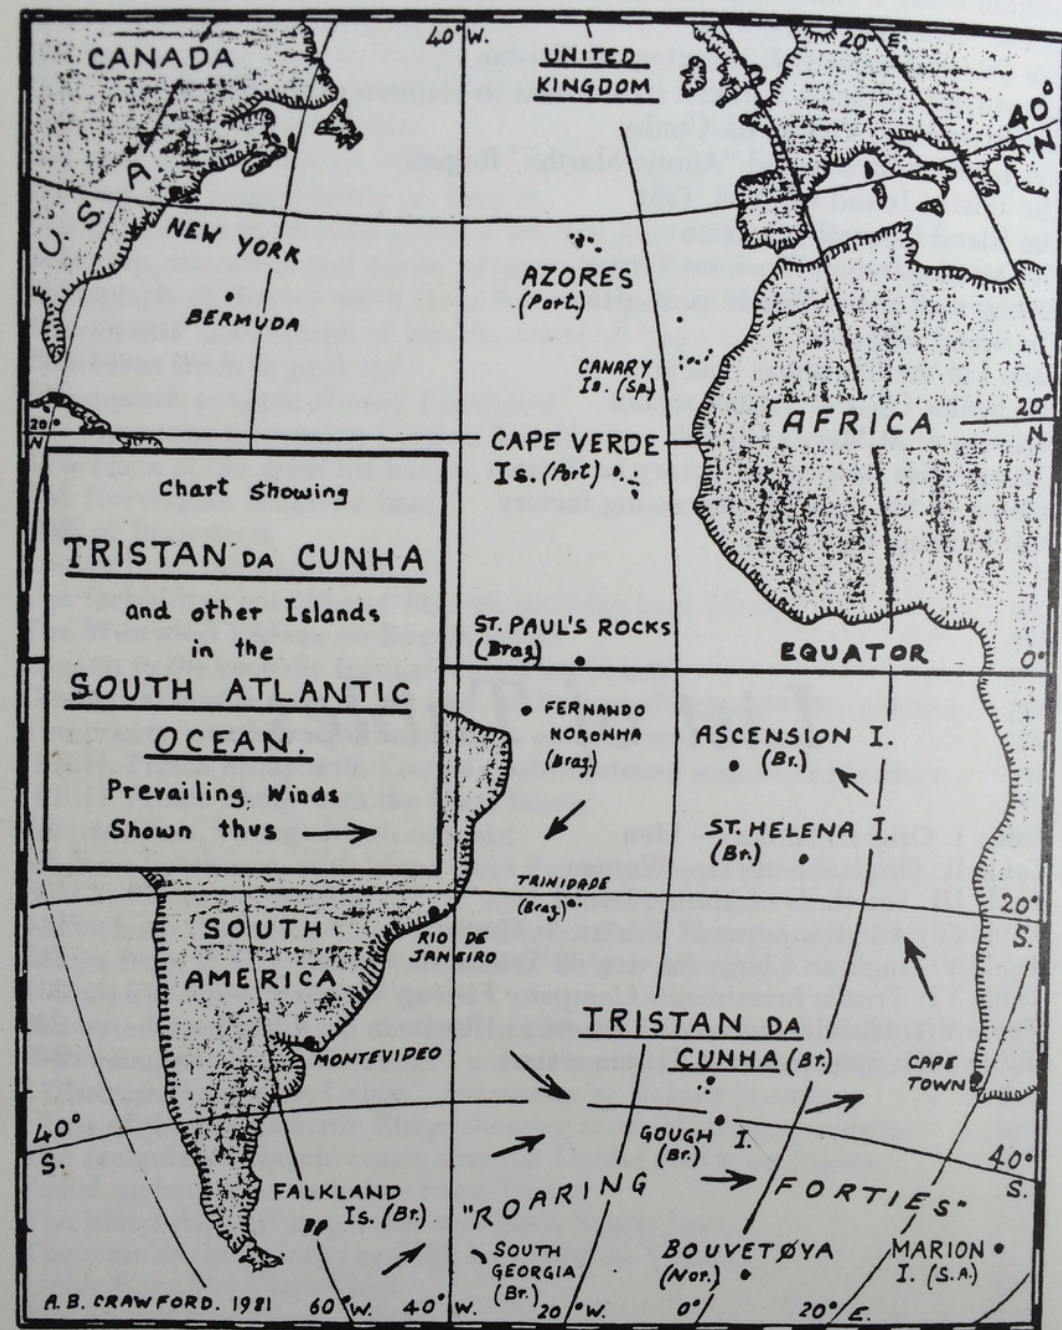 CANADA
40° W.
UNITED
KINGDOM
20° E.
40°
N
U. S. A
NEW YORK
BERMUDA
AZORES
(Port.)
CANARY
Is. (Sp.)
AFRICA
20°
N
20°
N
CAPE VERDE
Is. (Port)
Chart Showing
TRISTAN DA CUNHA
and other Islands
in the
SOUTH ATLANTIC
OCEAN.
Prevailing Winds
Shown thus
ST. PAUL'S ROCKS
(Braz)
EQUATOR
0°
FERNANDO
NORONHA
(Braz)
ASCENSION I.
(Br.)
ST. HELENA I.
(Br.)
TRINIDADE
(Braz)
20°
S.
SOUTH
AMERICA
RIO DE
JANEIRO
MONTEVIDEO
TRISTAN DA
CUNHA (Br.)
CAPE
TOWN
40°
S.
GOUGH I.
(Br.)
40°
S.
"ROARING FORTIES"
FALKLAND
Is. (Br.)
SOUTH
GEORGIA
(Br.)
BOUVETØYA
(Nor.)
MARION
I. (S.A.)
A.B. CRAWFORD. 1981
60° W.
40° W.
20° W.
0°
20° E.